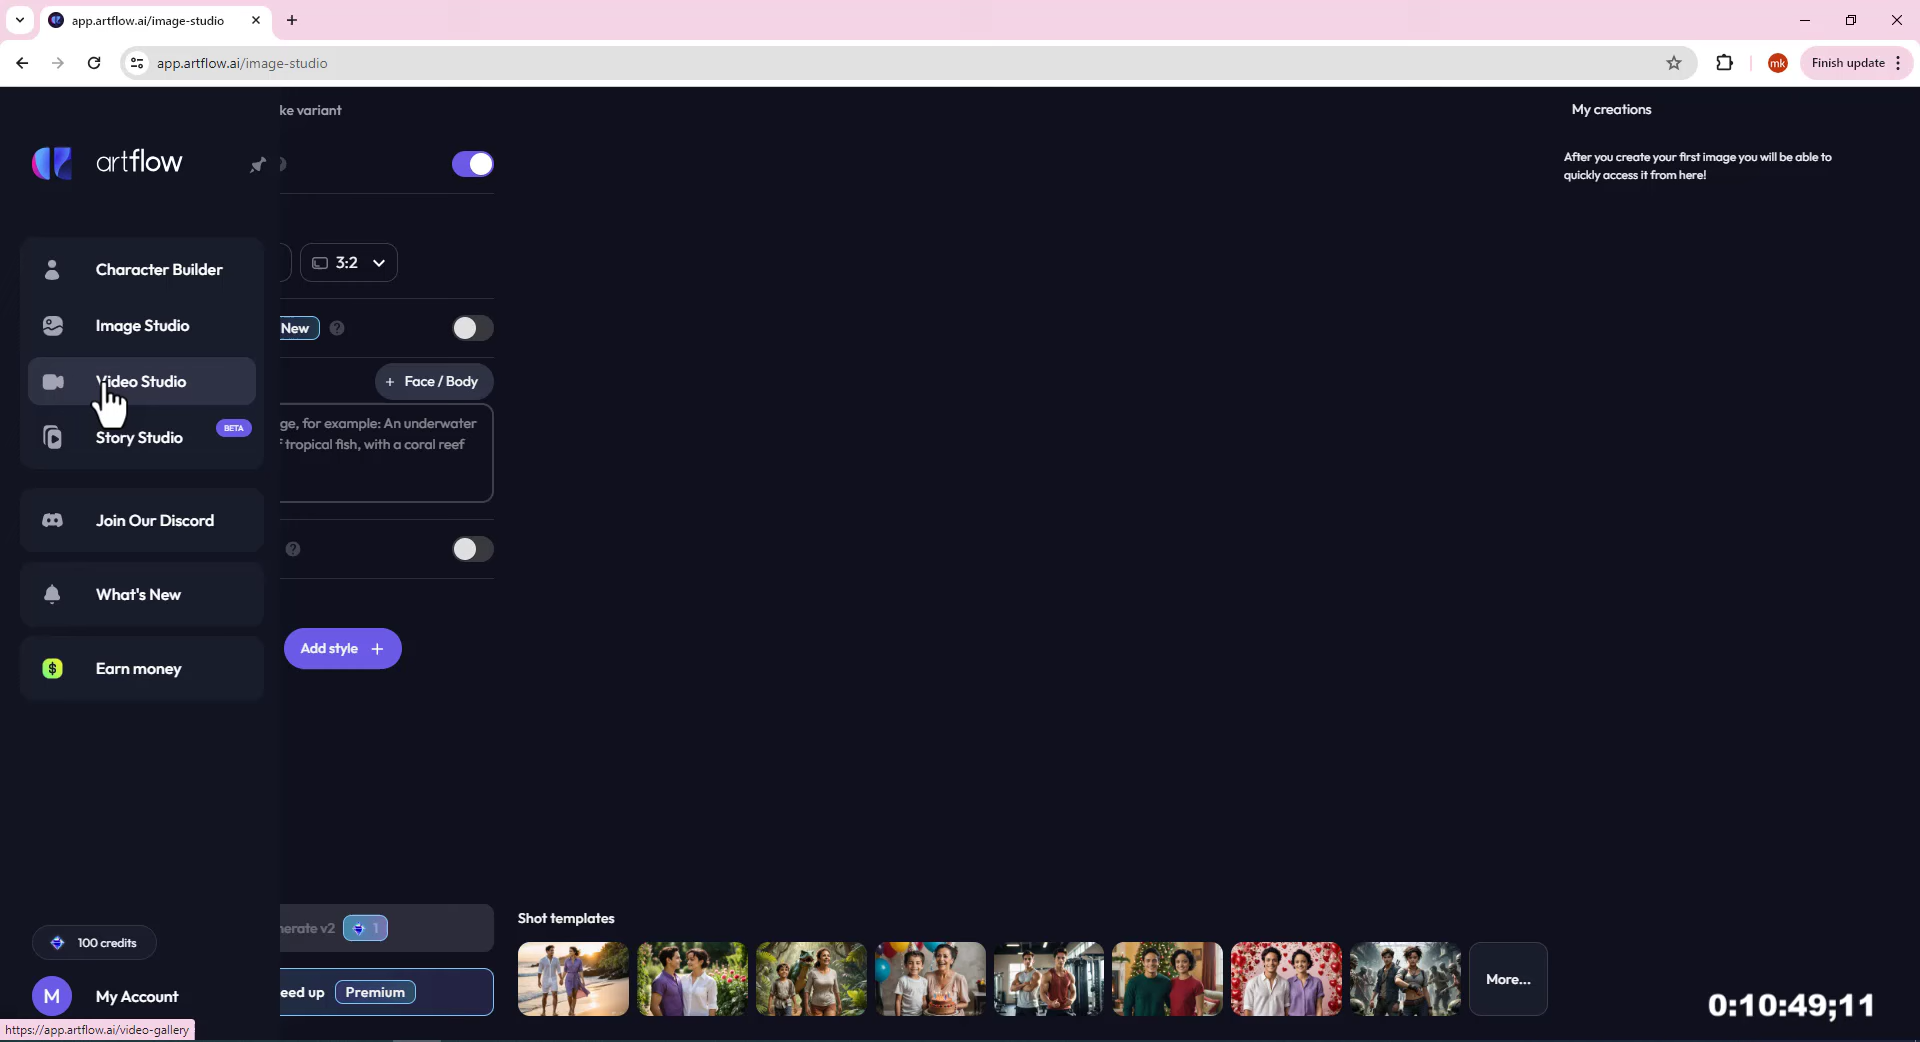 app.artflow.ai/image-studio
app.artflow.ai/image-studio
mk
Finish update
ke variant
artflow
Character Builder
Image Studio
Video Studio
Story Studio
BETA
Join Our Discord
What's New
Earn money
100 credits
M
My Account
https://app.artflow.ai/video-gallery
3:2
New
+ Face / Body
ge, for example: An underwater
f tropical fish, with a coral reef
Add style +
nerate v2
1
eed up
Premium
Shot templates
More...
My creations
After you create your first image you will be able to
quickly access it from here!
0:10:49;11